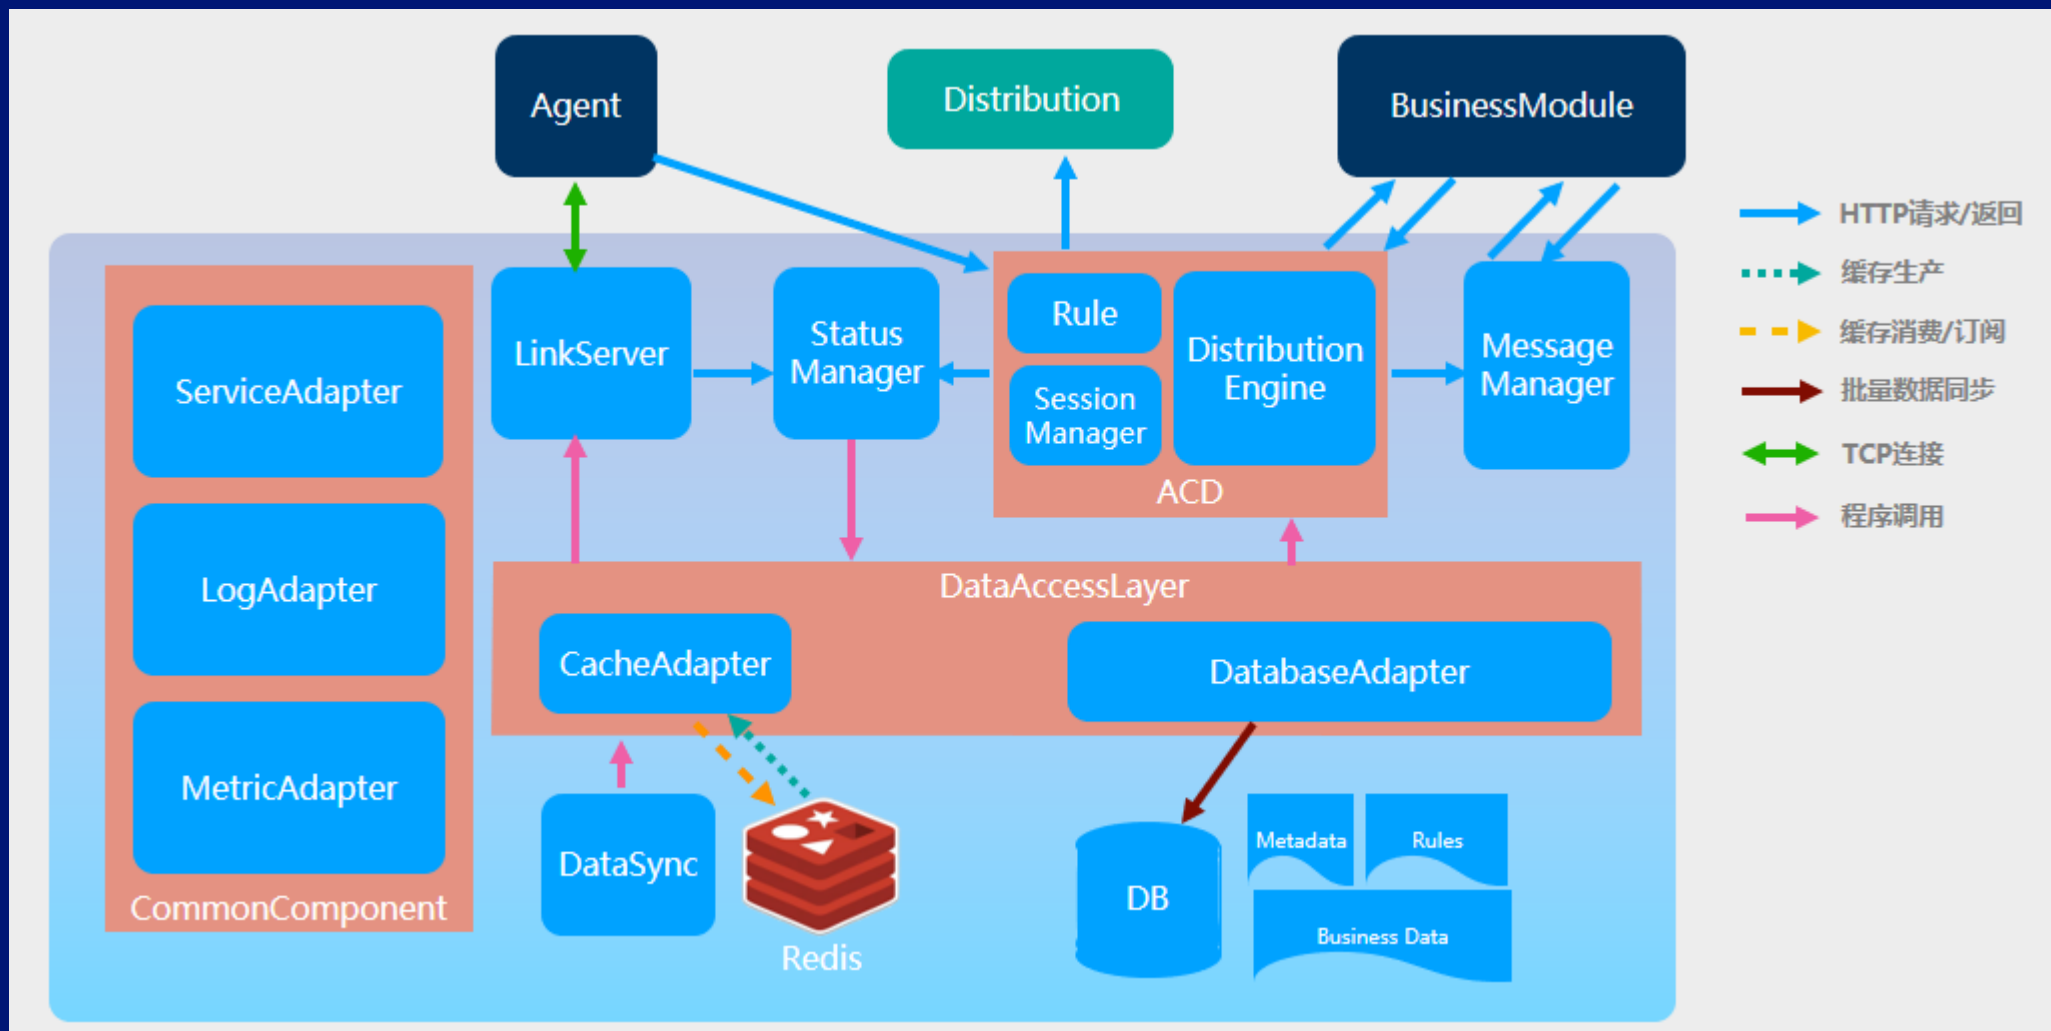 Agent
Distribution
BusinessModule
HTTP请求/返回
缓存生产
缓存消费/订阅
批量数据同步
TCP连接
程序调用
ServiceAdapter
LogAdapter
MetricAdapter
CommonComponent
LinkServer
Status
Manager
Rule
Session
Manager
Distribution
Engine
ACD
Message
Manager
DataAccessLayer
CacheAdapter
DatabaseAdapter
DataSync
Redis
DB
Metadata
Rules
Business Data